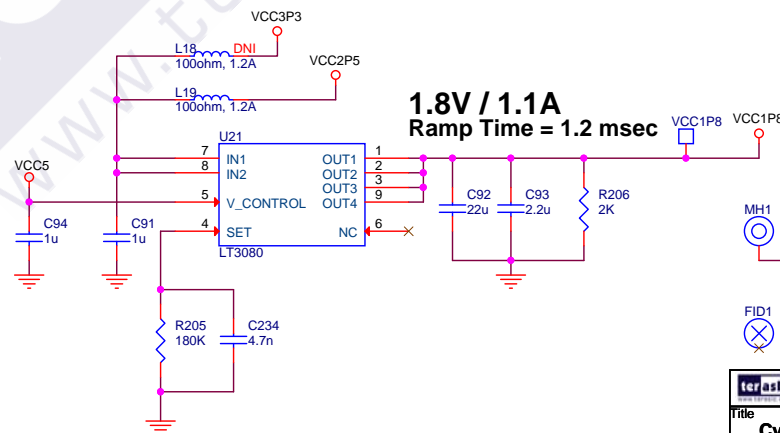 VCC3P3
L18 DNI
100ohm, 1.2A
VCC2P5
L19
100ohm, 1.2A
1.8V / 1.1A
Ramp Time = 1.2 msec
VCC1P8
VCC1P8
U21
7 IN1 OUT1 1
8 IN2 OUT2 2
OUT3 3
5 V_CONTROL OUT4 9
4 SET NC 6
LT3080
VCC5
C94
1u
C91
1u
C92
22u
C93
2.2u
R206
2K
MH1
R205
180K
C234
4.7n
FID1
terasic
Title